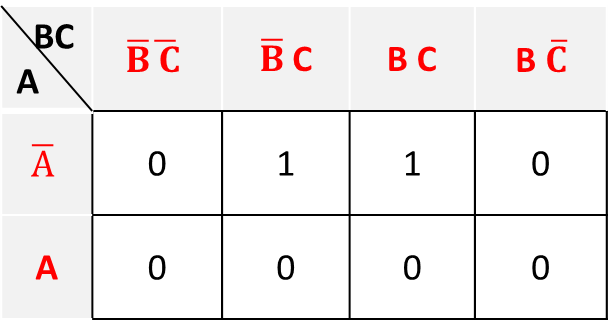 BC
A
B̅ C̅ B̅ C B C B C̅
A̅ 0 1 1 0
A 0 0 0 0